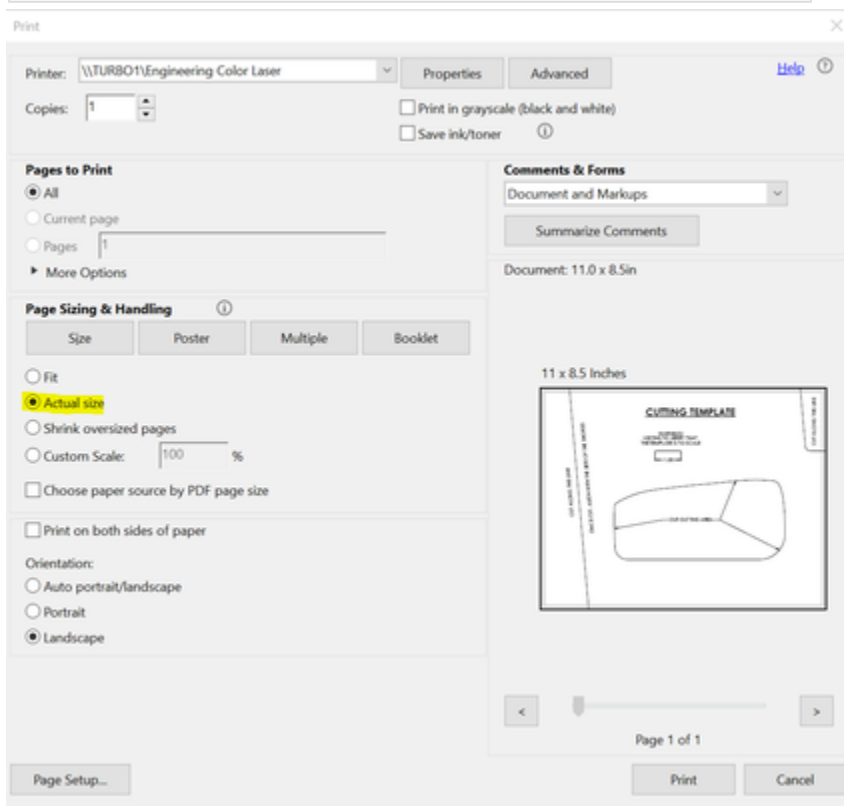 Print
Printer: \\TURBO1\Engineering Color Laser Properties Advanced Help
Copies: 1 Print in grayscale (black and white)
Save ink/toner
Pages to Print
All
Current page
Pages 1
More Options
Comments & Forms
Document and Markups
Summarize Comments
Page Sizing & Handling
Size Poster Multiple Booklet
Fit
Actual size
Shrink oversized pages
Custom Scale: 100 %
Choose paper source by PDF page size
Print on both sides of paper
Orientation:
Auto portrait/landscape
Portrait
Landscape
Document: 11.0 x 8.5in
11 x 8.5 Inches
CUTTING TEMPLATE
< >
Page 1 of 1
Page Setup... Print Cancel